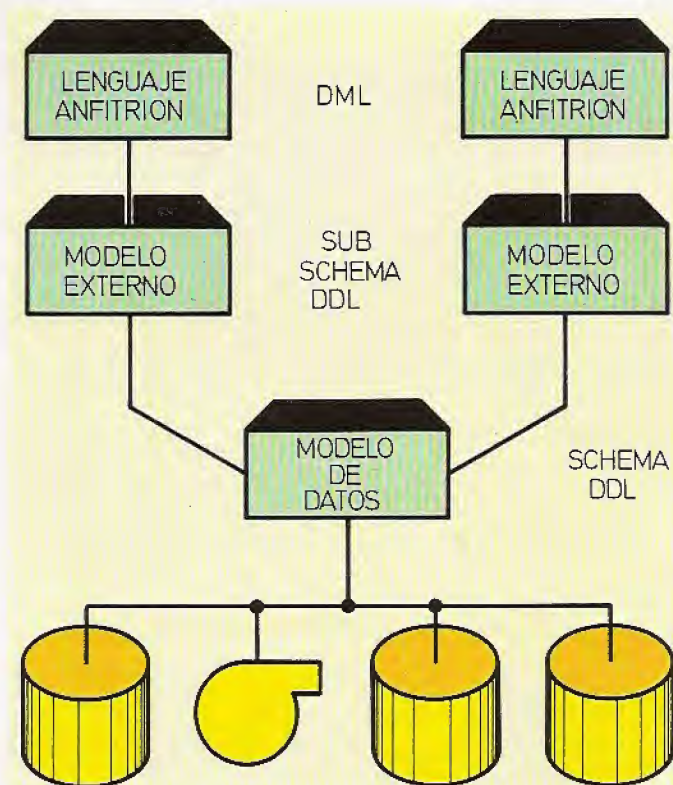 LENGUAJE
ANFITRION
DML
LENGUAJE
ANFITRION
MODELO
EXTERNO
SUB
SCHEMA
DDL
MODELO
EXTERNO
MODELO
DE
DATOS
SCHEMA
DDL